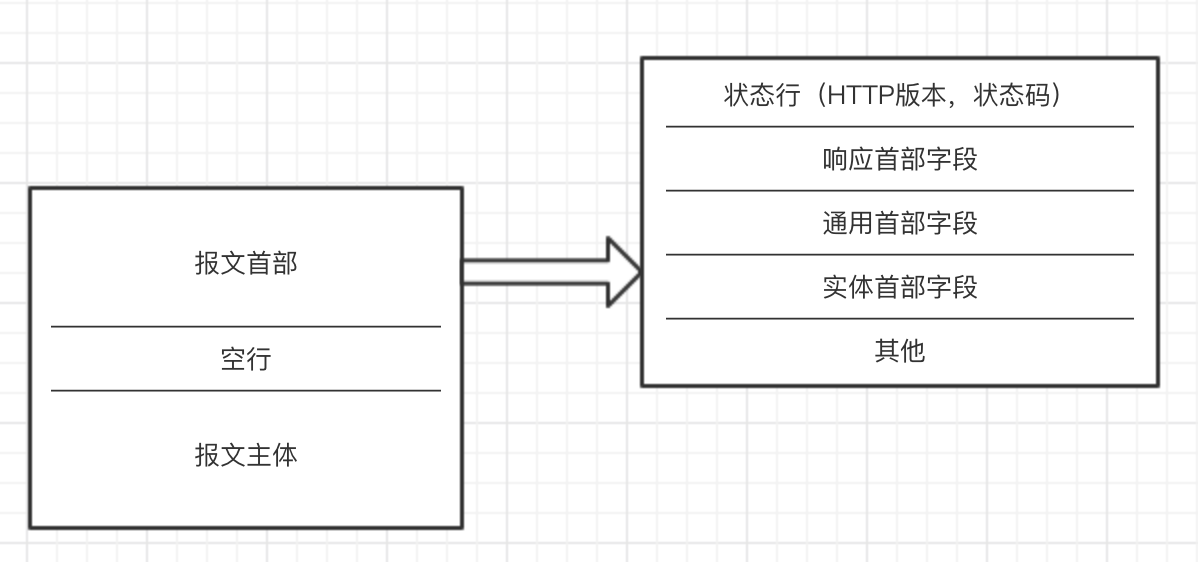 报文首部
空行
报文主体
状态行（HTTP版本，状态码）
响应首部字段
通用首部字段
实体首部字段
其他